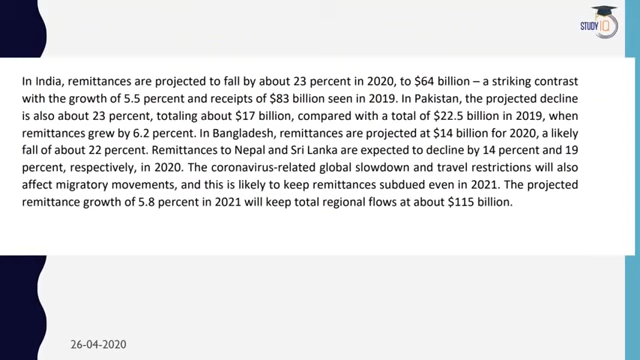 STUDY IQ
In India, remittances are projected to fall by about 23 percent in 2020, to $64 billion – a striking contrast
with the growth of 5.5 percent and receipts of $83 billion seen in 2019. In Pakistan, the projected decline
is also about 23 percent, totaling about $17 billion, compared with a total of $22.5 billion in 2019, when
remittances grew by 6.2 percent. In Bangladesh, remittances are projected at $14 billion for 2020, a likely
fall of about 22 percent. Remittances to Nepal and Sri Lanka are expected to decline by 14 percent and 19
percent, respectively, in 2020. The coronavirus-related global slowdown and travel restrictions will also
affect migratory movements, and this is likely to keep remittances subdued even in 2021. The projected
remittance growth of 5.8 percent in 2021 will keep total regional flows at about $115 billion.
26-04-2020